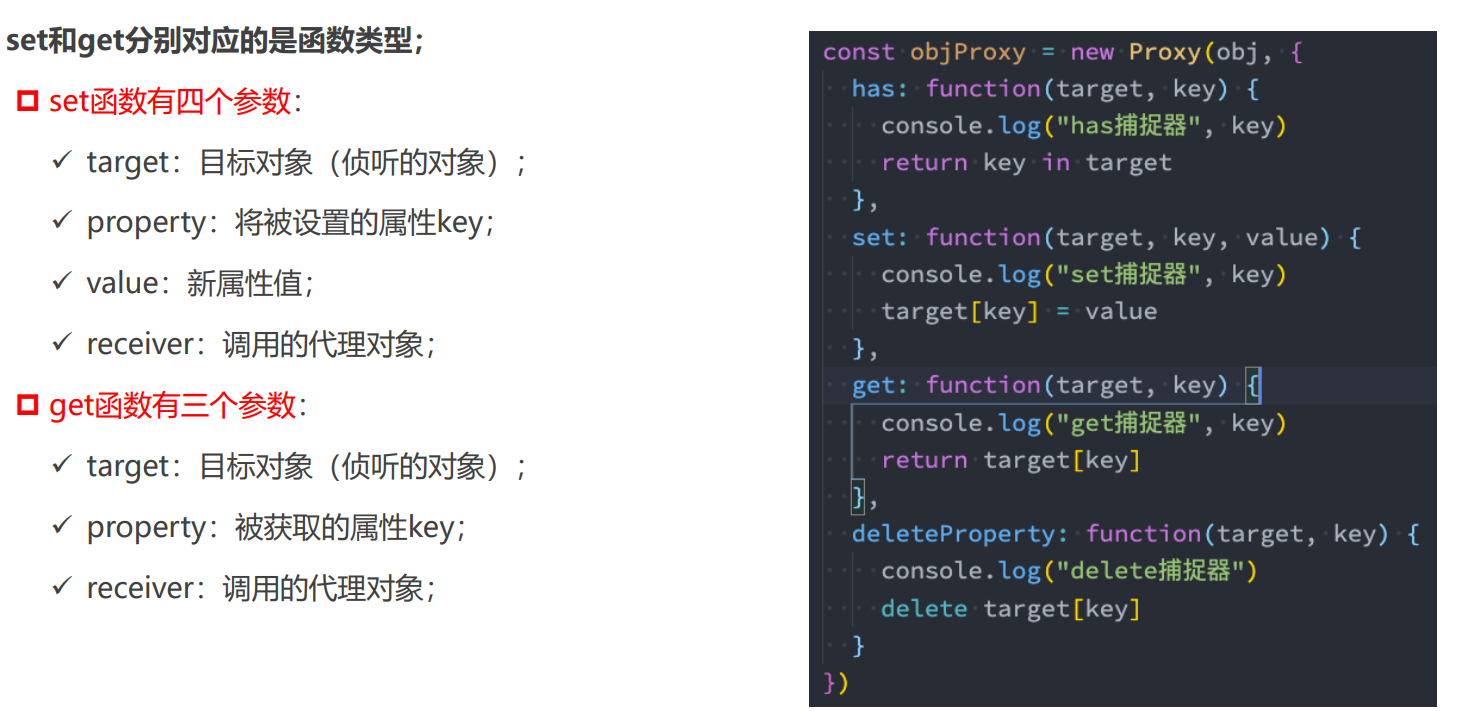 set和get分别对应的是函数类型；
set函数有四个参数：
target：目标对象（侦听的对象）；
property：将被设置的属性key；
value：新属性值；
receiver：调用的代理对象；
get函数有三个参数：
target：目标对象（侦听的对象）；
property：被获取的属性key；
receiver：调用的代理对象；
const objProxy = new Proxy(obj, {
  has: function(target, key) {
    console.log("has捕捉器", key)
    return key in target
  },
  set: function(target, key, value) {
    console.log("set捕捉器", key)
    target[key] = value
  },
  get: function(target, key) {
    console.log("get捕捉器", key)
    return target[key]
  },
  deleteProperty: function(target, key) {
    console.log("delete捕捉器")
    delete target[key]
  }
})